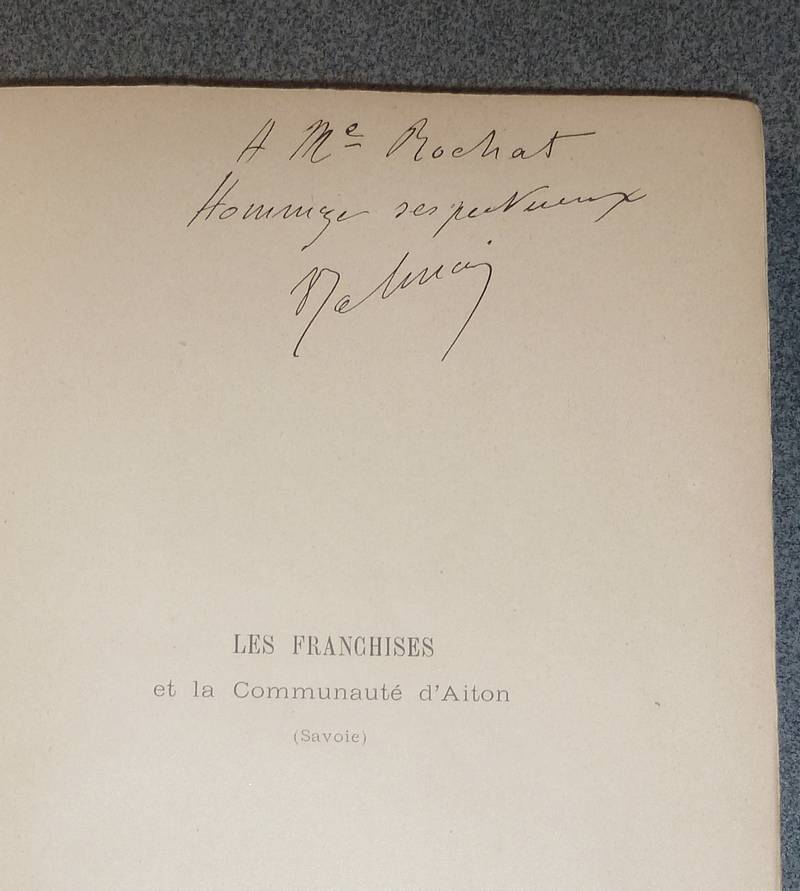 A Mᵉ Rochat
Hommage respectueux
LES FRANCHISES
et la Communauté d'Aiton
(Savoie)